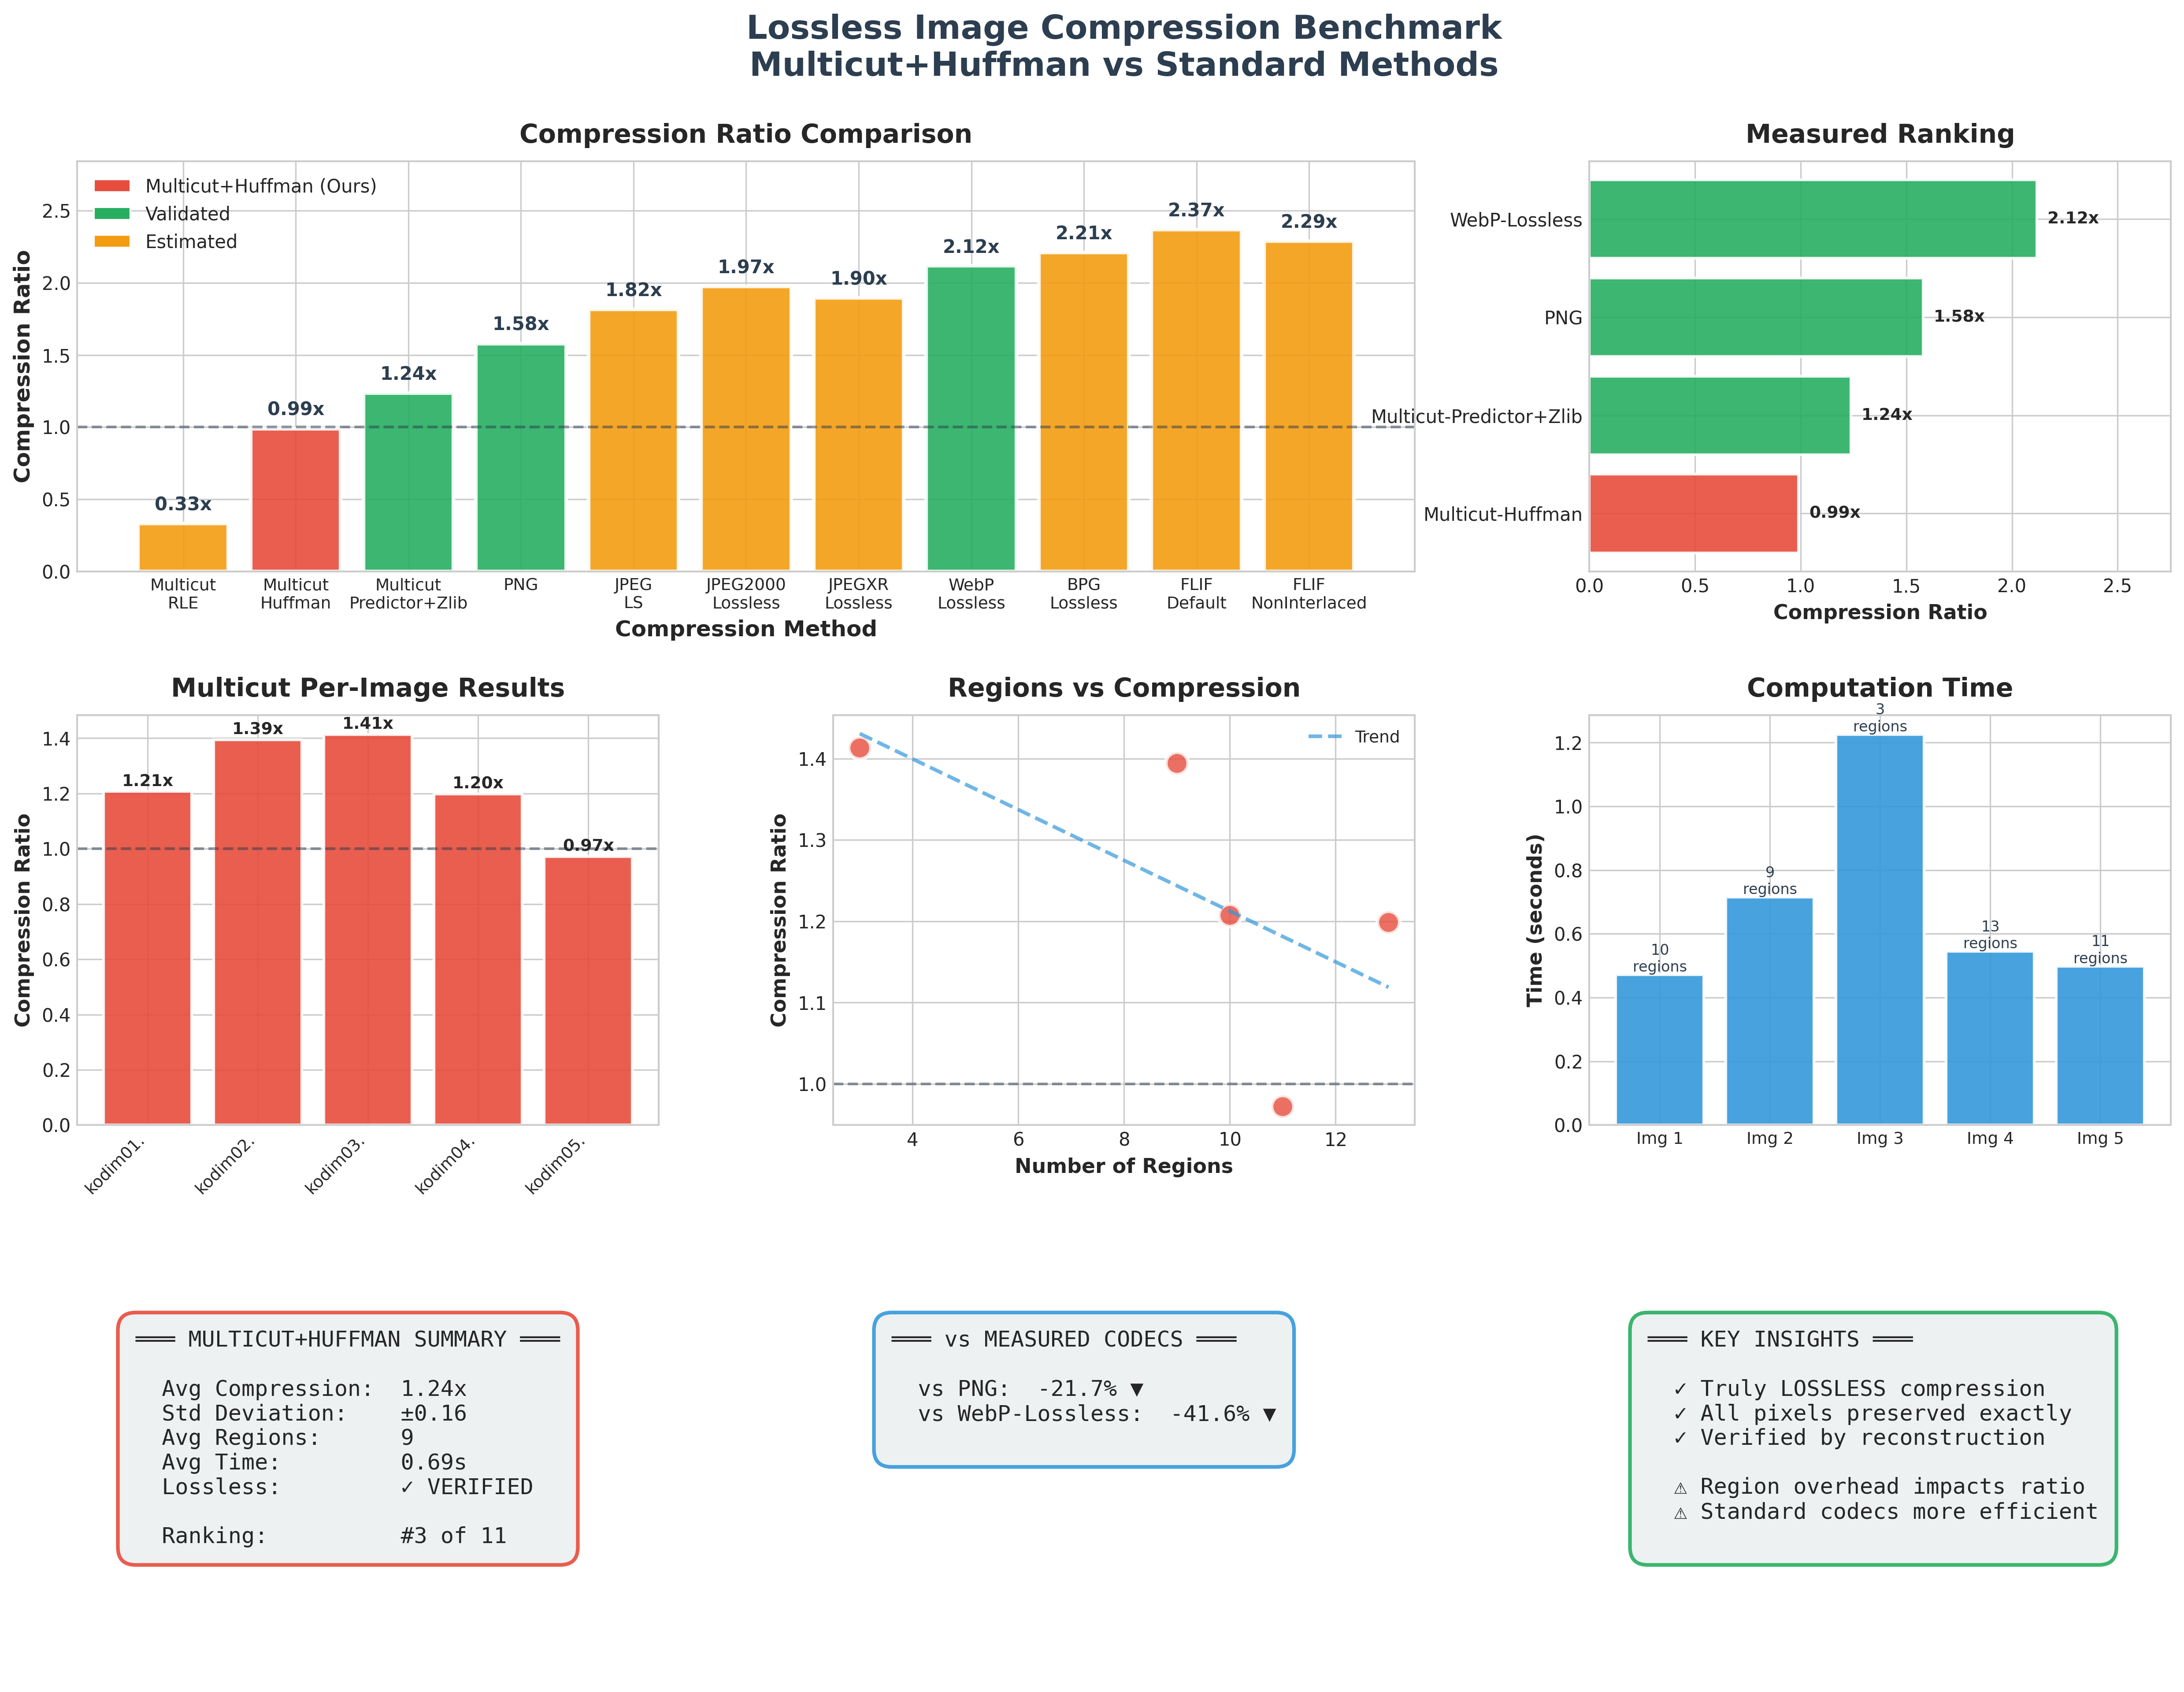 Lossless Image Compression Benchmark
Multicut+Huffman vs Standard Methods
Compression Ratio Comparison
Compression Ratio
2.5
2.0
1.5
1.0
0.5
0.0
Multicut+Huffman (Ours)
Validated
Estimated
0.33x
0.99x
1.24x
1.58x
1.82x
1.97x
1.90x
2.12x
2.21x
2.37x
2.29x
Multicut
RLE
Multicut
Huffman
Multicut
Predictor+Zlib
PNG
JPEG
LS
JPEG2000
Lossless
JPEGXR
Lossless
WebP
Lossless
BPG
Lossless
FLIF
Default
FLIF
NonInterlaced
Compression Method
Measured Ranking
WebP-Lossless
2.12x
PNG
1.58x
Multicut-Predictor+Zlib
1.24x
Multicut-Huffman
0.99x
0.0 0.5 1.0 1.5 2.0 2.5
Compression Ratio
Multicut Per-Image Results
Compression Ratio
1.4
1.2
1.0
0.8
0.6
0.4
0.2
0.0
1.21x
1.39x
1.41x
1.20x
0.97x
kodim01.
kodim02.
kodim03.
kodim04.
kodim05.
Regions vs Compression
Compression Ratio
1.4
1.3
1.2
1.1
1.0
Trend
4 6 8 10 12
Number of Regions
Computation Time
Time (seconds)
1.2
1.0
0.8
0.6
0.4
0.2
0.0
10
regions
9
regions
3
regions
13
regions
11
regions
Img 1 Img 2 Img 3 Img 4 Img 5
═══ MULTICUT+HUFFMAN SUMMARY ═══
Avg Compression: 1.24x
Std Deviation: ±0.16
Avg Regions: 9
Avg Time: 0.69s
Lossless: ✓ VERIFIED
Ranking: #3 of 11
═══ vs MEASURED CODECS ═══
vs PNG: -21.7% ▼
vs WebP-Lossless: -41.6% ▼
═══ KEY INSIGHTS ═══
✓ Truly LOSSLESS compression
✓ All pixels preserved exactly
✓ Verified by reconstruction
⚠ Region overhead impacts ratio
⚠ Standard codecs more efficient